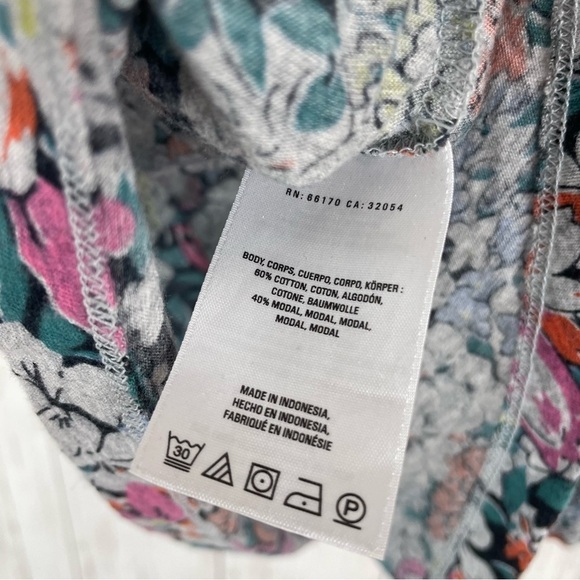 RN: 66170 CA: 32054
BODY, CORPS, CUERPO, CORPO, KÖRPER :
60% COTTON, COTON, ALGODÓN,
COTONE, BAUMWOLLE
40% MODAL, MODAL, MODAL,
MODAL, MODAL
MADE IN INDONESIA,
HECHO EN INDONESIA,
FABRIQUÉ EN INDONÉSIE
30 P